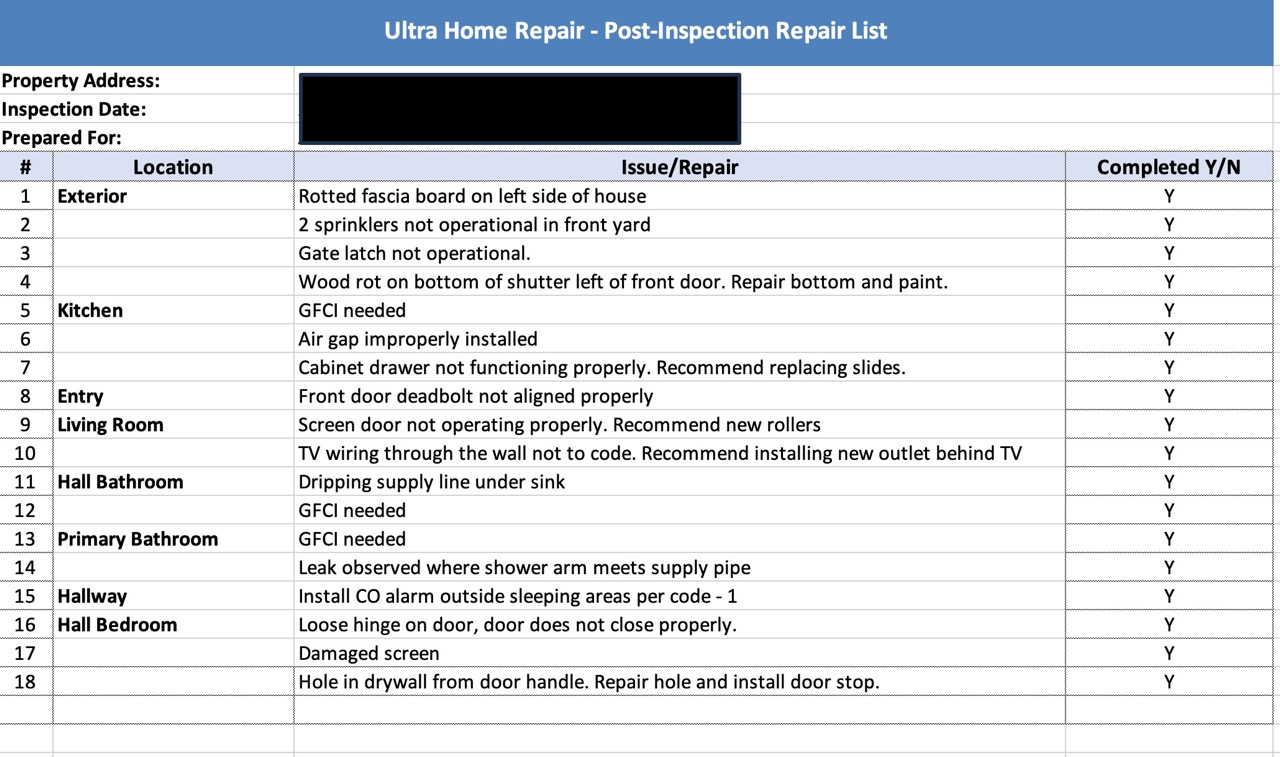 Ultra Home Repair - Post-Inspection Repair List
Property Address:
Inspection Date:
Prepared For:
# Location Issue/Repair Completed Y/N
1 Exterior Rotted fascia board on left side of house Y
2 2 sprinklers not operational in front yard Y
3 Gate latch not operational. Y
4 Wood rot on bottom of shutter left of front door. Repair bottom and paint. Y
5 Kitchen GFCI needed Y
6 Air gap improperly installed Y
7 Cabinet drawer not functioning properly. Recommend replacing slides. Y
8 Entry Front door deadbolt not aligned properly Y
9 Living Room Screen door not operating properly. Recommend new rollers Y
10 TV wiring through the wall not to code. Recommend installing new outlet behind TV Y
11 Hall Bathroom Dripping supply line under sink Y
12 GFCI needed Y
13 Primary Bathroom GFCI needed Y
14 Leak observed where shower arm meets supply pipe Y
15 Hallway Install CO alarm outside sleeping areas per code - 1 Y
16 Hall Bedroom Loose hinge on door, door does not close properly. Y
17 Damaged screen Y
18 Hole in drywall from door handle. Repair hole and install door stop. Y